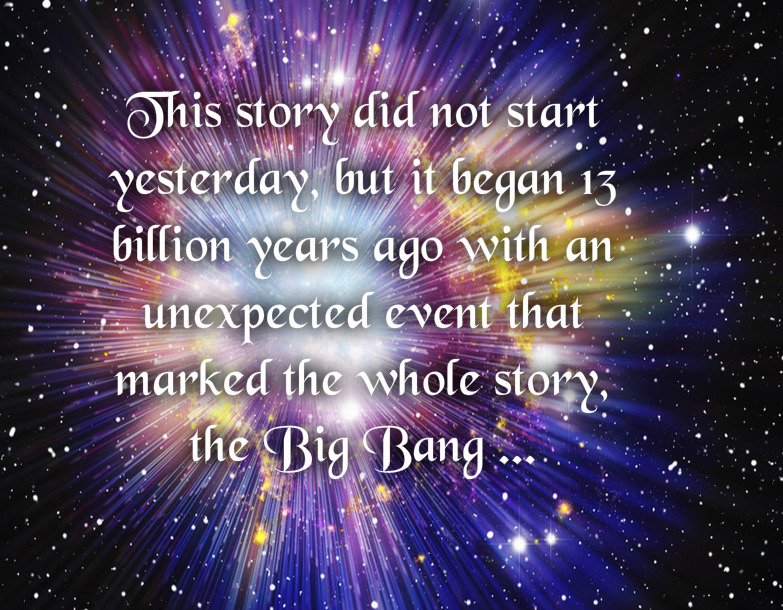 This story did not start
yesterday, but it began 13
billion years ago with an
unexpected event that
marked the whole story,
the Big Bang ...